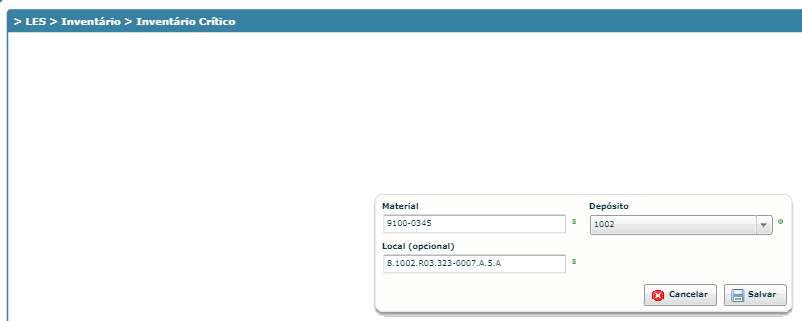 > LES > Inventário > Inventário Crítico
Material
Depósito
9100-0345
1002
Local (opcional)
8.1002.R03.323-0007.A.5.A
Cancelar
Salvar